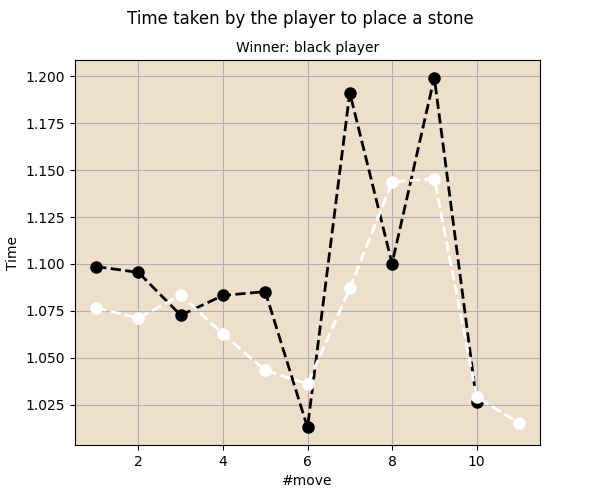 Time taken by the player to place a stone
Winner: black player
1.200
1.175
1.150
1.125
1.100
1.075
1.050
1.025
Time
2 4 6 8 10
#move